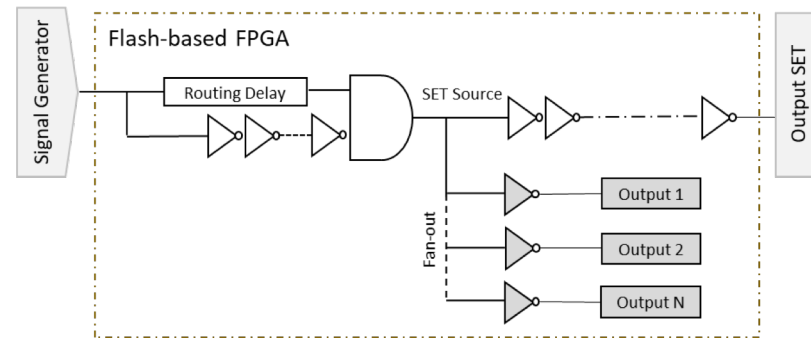 Signal Generator
Flash-based FPGA
Routing Delay
SET Source
Output SET
Fan-out
Output 1
Output 2
Output N